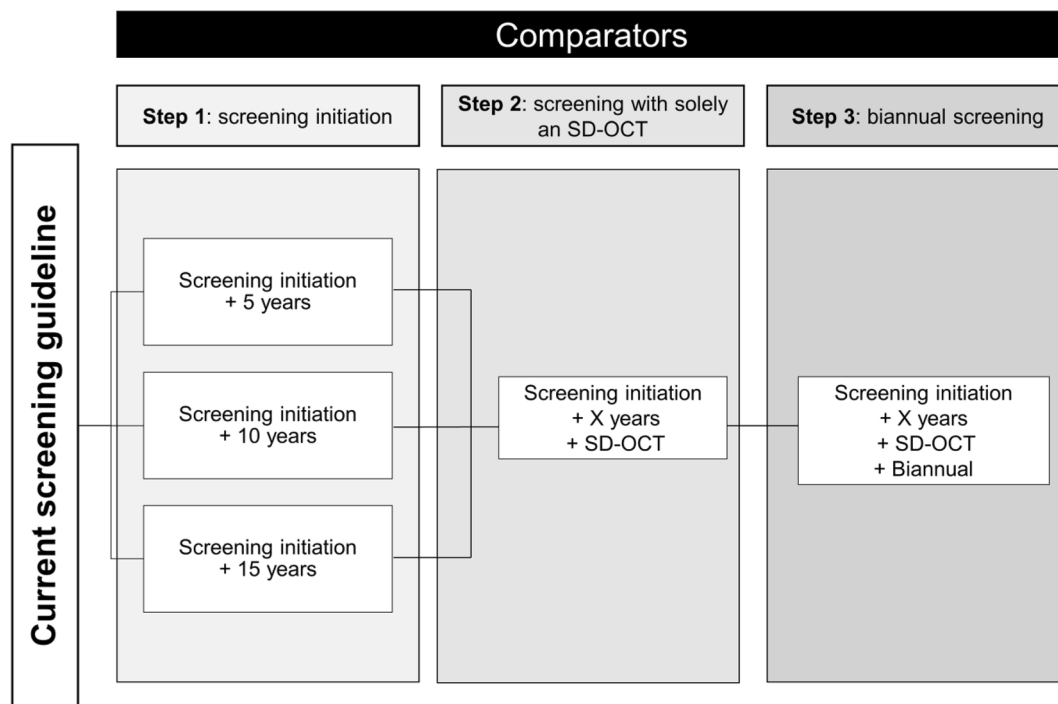 Comparators
Step 1: screening initiation
Step 2: screening with solely
an SD-OCT
Step 3: biannual screening
Current screening guideline
Screening initiation
+ 5 years
Screening initiation
+ 10 years
Screening initiation
+ 15 years
Screening initiation
+ X years
+ SD-OCT
Screening initiation
+ X years
+ SD-OCT
+ Biannual